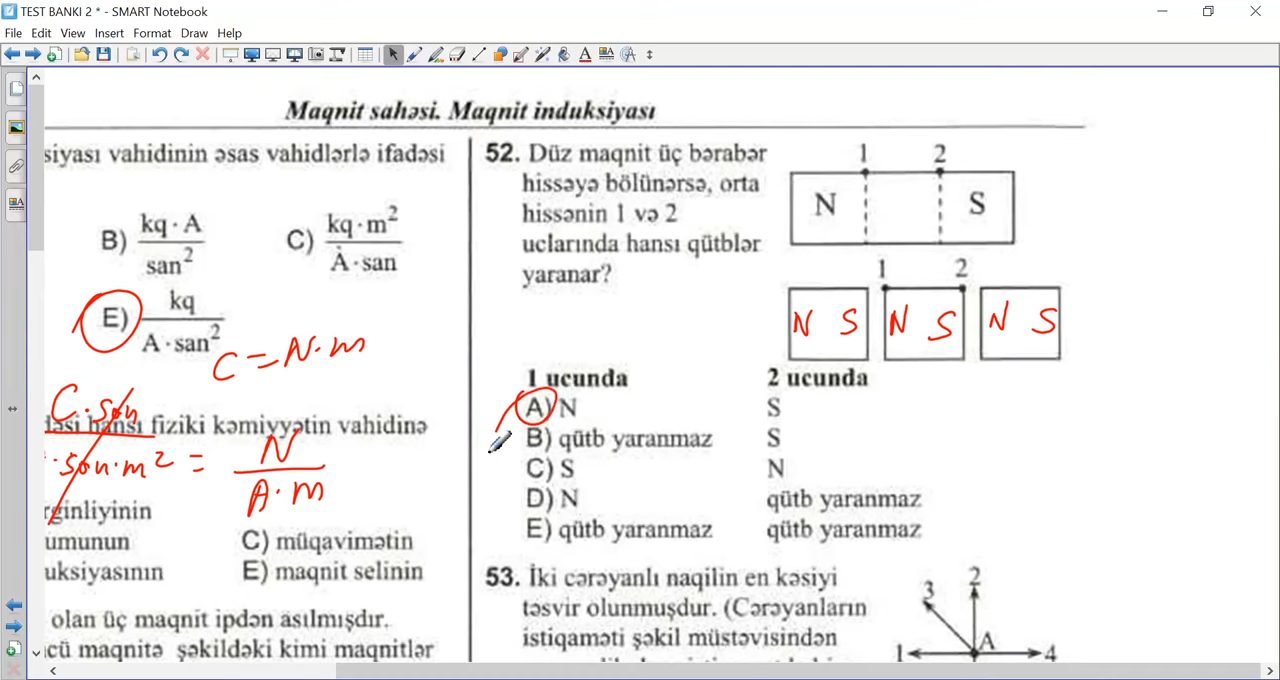 TEST BANKI 2 * - SMART Notebook
File Edit View Insert Format Draw Help
Maqnit sahəsi. Maqnit induksiyası
siyası vahidinin əsas vahidlərlə ifadəsi
B) kq · A / san²
C) kq · m² / A · san
E) kq / A · san²
C = N · m
C · san
dəsi hansı fiziki kəmiyyətin vahidinə
· san · m² = N / A · m
rginliyinin
umunun C) müqavimətin
uksiyasının E) maqnit selinin
olan üç maqnit ipdən asılmışdır.
cü maqnitə şəkildəki kimi maqnitlər
52. Düz maqnit üç bərabər
hissəyə bölünərsə, orta
hissənin 1 və 2
uclarında hansı qütblər
yaranar?
1 2
N S
1 2
N S N S N S
1 ucunda 2 ucunda
A) N S
B) qütb yaranmaz S
C) S N
D) N qütb yaranmaz
E) qütb yaranmaz qütb yaranmaz
53. İki cərəyanlı naqilin en kəsiyi
təsvir olunmuşdur. (Cərəyanların
istiqaməti şəkil müstəvisindən
2
3
A
1 4